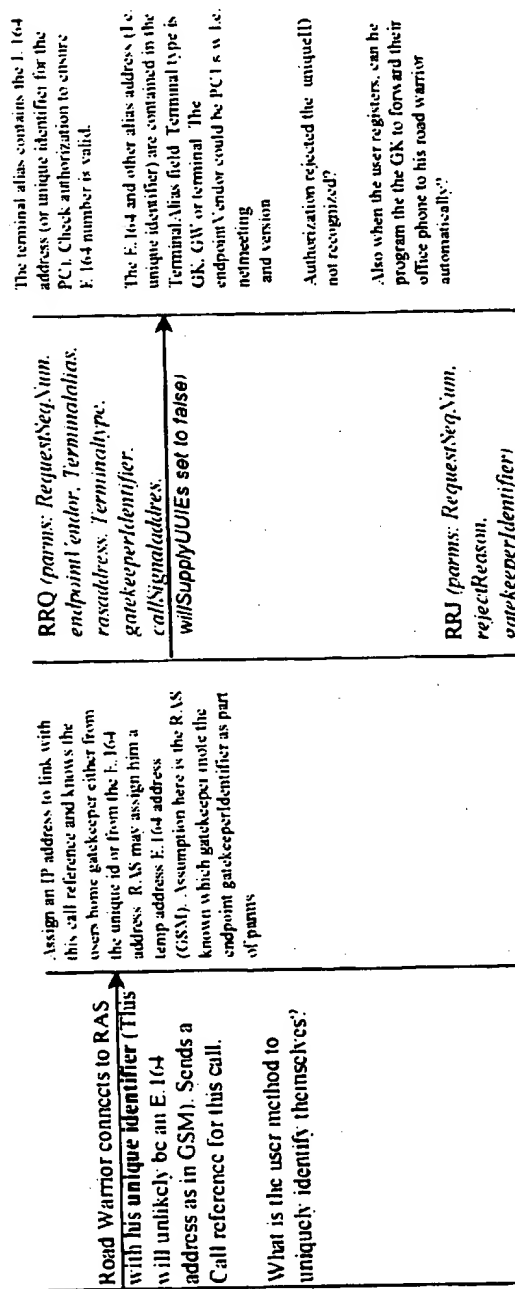 Road Warrior connects to RAS
with his unique identifier (This
will unlikely be an E.164
address as in GSM). Sends a
Call reference for this call.
What is the user method to
uniquely identify themselves?
Assign an IP address to link with
this call reference and knows the
users home gatekeeper either from
the unique id or from the E.164
address RAS may assign him a
temp address E.164 address
(GSM). Assumption here is the RAS
known which gatekeeper (note the
endpoint gatekeeperIdentifier as part
of parms
RRQ (parms: RequestSeqNum.
endpointVendor, Terminalalias,
rasaddress, Terminaltype.
gatekeeperIdentifier.
callSignaladdres.
willSupplyUUIEs set to false)
RRJ (parms: RequestSeqNum,
rejectReason,
gatekeeperIdentifier)
The terminal alias contains the E.164
address (or unique identifier for the
PC). Check authorization to ensure
E.164 number is valid.
The E.164 and other alias address (I.e.
unique identifier) are contained in the
TerminalAlias field Terminal type is
GK, GW or terminal The
endpointVendor could be PC1 s w I.e.
netmeeting
and version
Authorization rejected the uniqueID
not recognized?
Also when the user registers, can he
program the the GK to forward their
office phone to his road warrior
automatically?